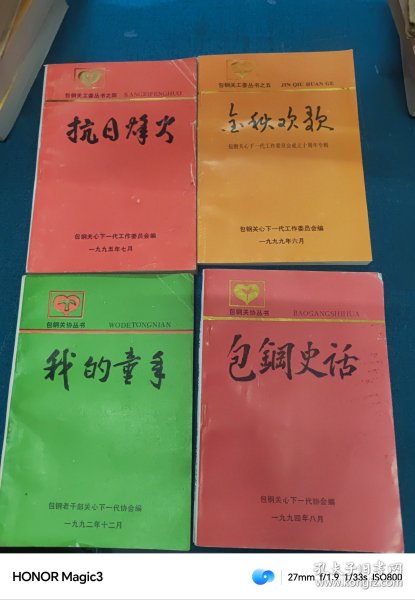 包钢关工委丛书之四 KANGRIFENGHUO
抗日烽火
包钢关心下一代工作委员会编
一九九五年七月
包钢关工委丛书之五 JIN QIU HUAN GE
金秋欢歌
包钢关心下一代工作委员会成立十周年专辑
包钢关心下一代工作委员会编
一九九九年六月
包钢关协丛书 WODETONGNIAN
我的童年
包钢老干部关心下一代协会编
一九九二年十二月
包钢关协丛书 BAOGANGSHIHUA
包鋼史话
包钢关心下一代协会编
一九九四年八月
HONOR Magic3
27mm f/1.9 1/33s ISO800
孔夫子旧书网